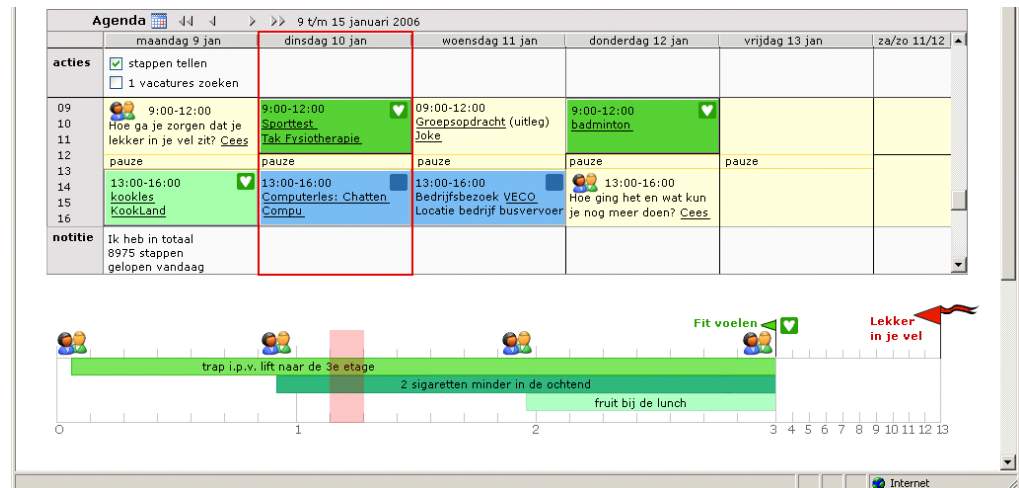 Agenda 9 t/m 15 januari 2006
maandag 9 jan
dinsdag 10 jan
woensdag 11 jan
donderdag 12 jan
vrijdag 13 jan
za/zo 11/12
acties
stappen tellen
1 vacatures zoeken
09
10
11
12
13
14
15
16
9:00-12:00
Hoe ga je zorgen dat je
lekker in je vel zit? Cees
9:00-12:00
Sporttest
Tak Fysiotherapie
09:00-12:00
Groepsopdracht (uitleg)
Joke
9:00-12:00
badminton
pauze
pauze
pauze
pauze
pauze
13:00-16:00
kookles
KookLand
13:00-16:00
Computerles: Chatten
Compu
13:00-16:00
Bedrijfsbezoek VECO
Locatie bedrijf busvervoer
13:00-16:00
Hoe ging het en wat kun
je nog meer doen? Cees
notitie
Ik heb in totaal
8975 stappen
gelopen vandaag
Fit voelen
Lekker
in je vel
trap i.p.v. lift naar de 3e etage
2 sigaretten minder in de ochtend
fruit bij de lunch
0 1 2 3 4 5 6 7 8 9 10 11 12 13
Internet